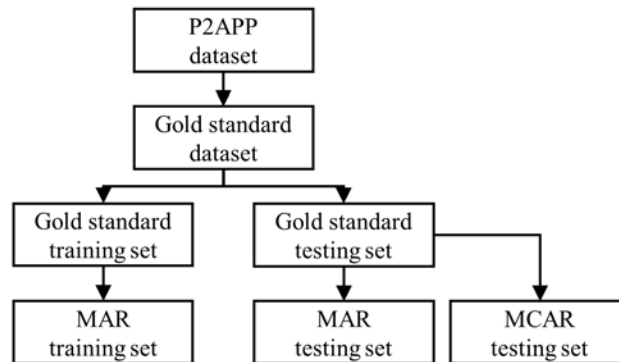 P2APP
dataset
Gold standard
dataset
Gold standard
training set
Gold standard
testing set
MAR
training set
MAR
testing set
MCAR
testing set